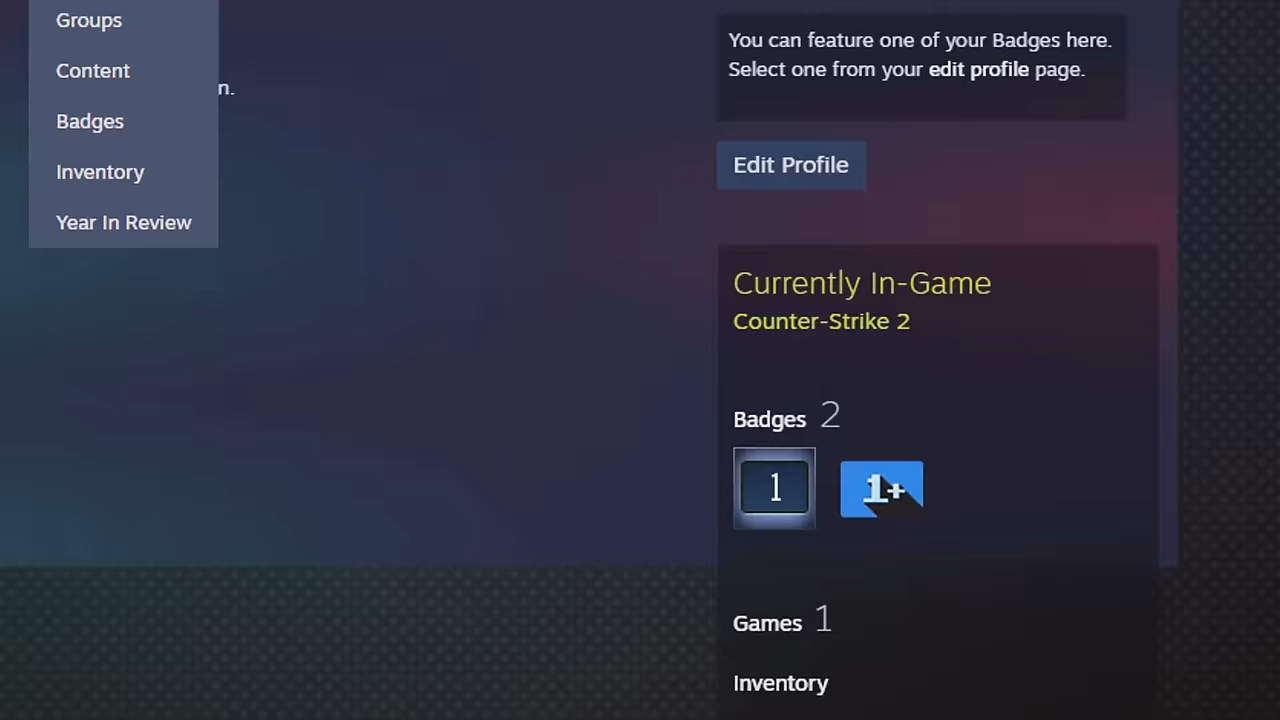 Groups
Content
Badges
Inventory
Year In Review
n.
You can feature one of your Badges here.
Select one from your edit profile page.
Edit Profile
Currently In-Game
Counter-Strike 2
Badges 2
1
1+
Games 1
Inventory